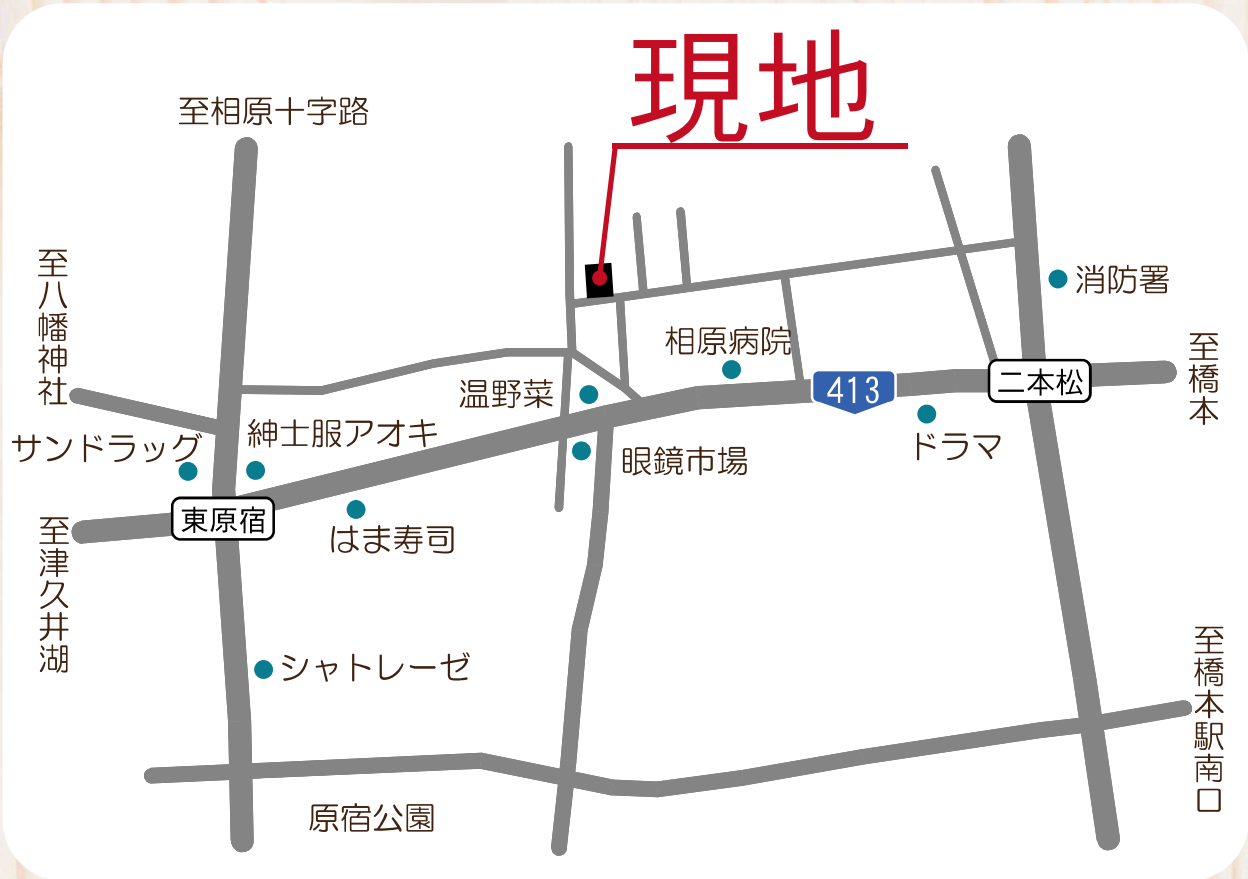 現地
至相原十字路
至八幡神社
消防署
至橋本
相原病院
温野菜
413
二本松
ドラマ
サンドラッグ
紳士服アオキ
眼鏡市場
東原宿
はま寿司
至津久井湖
シャトレーゼ
至橋本駅南口
原宿公園